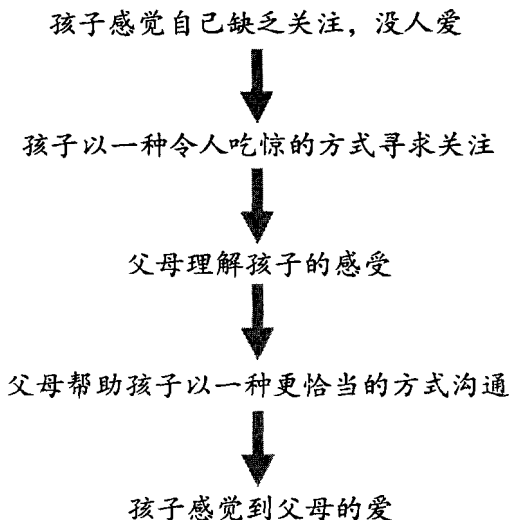 孩子感觉自己缺乏关注，没人爱
孩子以一种令人吃惊的方式寻求关注
父母理解孩子的感受
父母帮助孩子以一种更恰当的方式沟通
孩子感觉到父母的爱